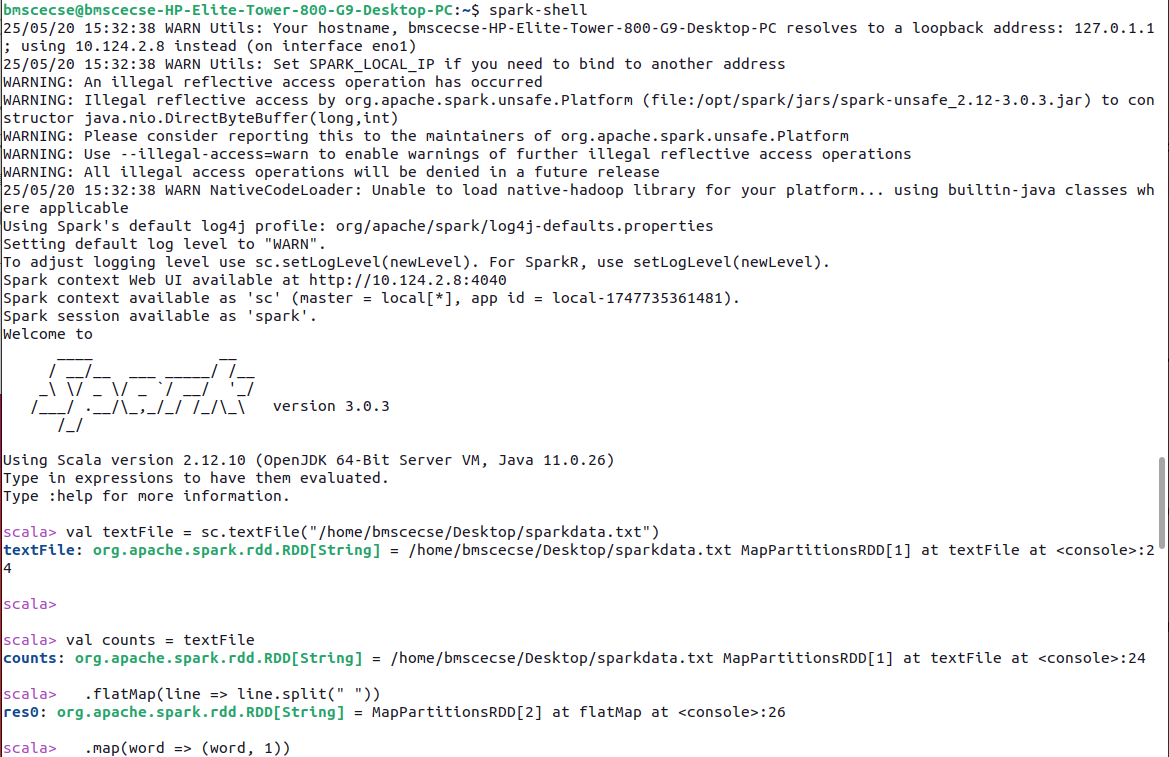 bmscecse@bmscecse-HP-Elite-Tower-800-G9-Desktop-PC:~$ spark-shell
25/05/20 15:32:38 WARN Utils: Your hostname, bmscecse-HP-Elite-Tower-800-G9-Desktop-PC resolves to a loopback address: 127.0.1.1
; using 10.124.2.8 instead (on interface eno1)
25/05/20 15:32:38 WARN Utils: Set SPARK_LOCAL_IP if you need to bind to another address
WARNING: An illegal reflective access operation has occurred
WARNING: Illegal reflective access by org.apache.spark.unsafe.Platform (file:/opt/spark/jars/spark-unsafe_2.12-3.0.3.jar) to con
structor java.nio.DirectByteBuffer(long,int)
WARNING: Please consider reporting this to the maintainers of org.apache.spark.unsafe.Platform
WARNING: Use --illegal-access=warn to enable warnings of further illegal reflective access operations
WARNING: All illegal access operations will be denied in a future release
25/05/20 15:32:38 WARN NativeCodeLoader: Unable to load native-hadoop library for your platform... using builtin-java classes wh
ere applicable
Using Spark's default log4j profile: org/apache/spark/log4j-defaults.properties
Setting default log level to "WARN".
To adjust logging level use sc.setLogLevel(newLevel). For SparkR, use setLogLevel(newLevel).
Spark context Web UI available at http://10.124.2.8:4040
Spark context available as 'sc' (master = local[*], app id = local-1747735361481).
Spark session available as 'spark'.
Welcome to
      ____              __
     / __/__  ___ _____/ /__
    _\ \/ _ \/ _ `/ __/  '_/
   /___/ .__/\_,_/_/ /_/\_\   version 3.0.3
      /_/
Using Scala version 2.12.10 (OpenJDK 64-Bit Server VM, Java 11.0.26)
Type in expressions to have them evaluated.
Type :help for more information.
scala> val textFile = sc.textFile("/home/bmscecse/Desktop/sparkdata.txt")
textFile: org.apache.spark.rdd.RDD[String] = /home/bmscecse/Desktop/sparkdata.txt MapPartitionsRDD[1] at textFile at <console>:2
4
scala>
scala> val counts = textFile
counts: org.apache.spark.rdd.RDD[String] = /home/bmscecse/Desktop/sparkdata.txt MapPartitionsRDD[1] at textFile at <console>:24
scala>   .flatMap(line => line.split(" "))
res0: org.apache.spark.rdd.RDD[String] = MapPartitionsRDD[2] at flatMap at <console>:26
scala>   .map(word => (word, 1))